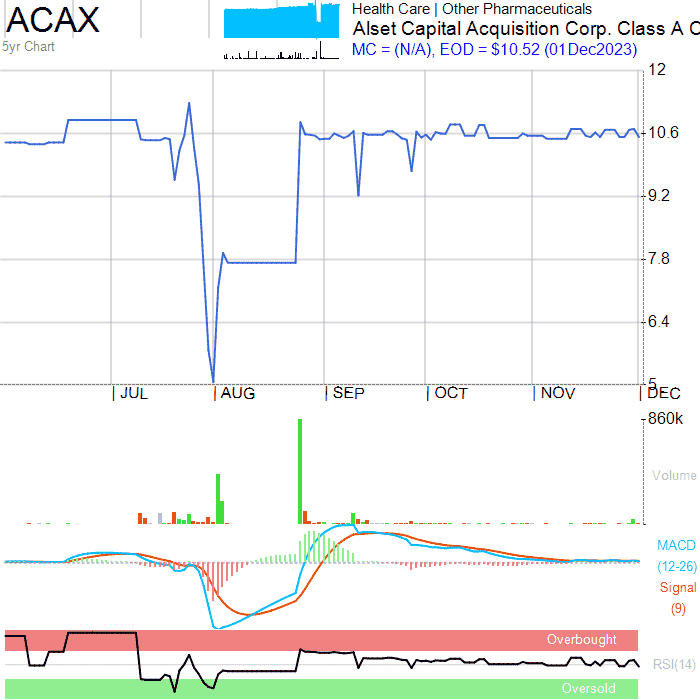 ACAX
5yr Chart
Health Care | Other Pharmaceuticals
Alset Capital Acquisition Corp. Class A C
MC = (N/A), EOD = $10.52 (01Dec2023)
12
10.6
9.2
7.8
6.4
5
JUL
AUG
SEP
OCT
NOV
DEC
860k
Volume
MACD
(12-26)
Signal
(9)
Overbought
RSI(14)
Oversold